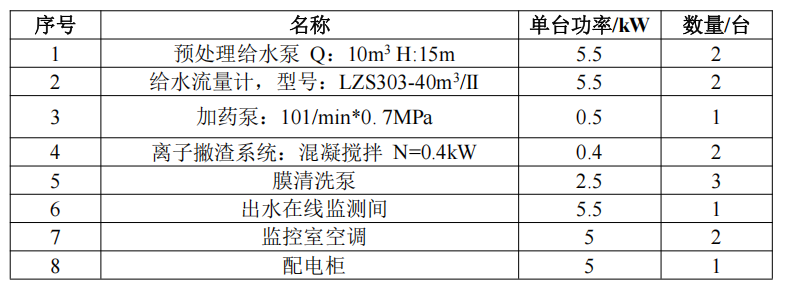 序号 名称 单台功率/kW 数量/台
1 预处理给水泵 Q：10m³ H:15m 5.5 2
2 给水流量计，型号：LZS303-40m³/II 5.5 2
3 加药泵：101/min*0. 7MPa 0.5 1
4 离子撇渣系统：混凝搅拌 N=0.4kW 0.4 2
5 膜清洗泵 2.5 3
6 出水在线监测间 5.5 1
7 监控室空调 5 2
8 配电柜 5 1